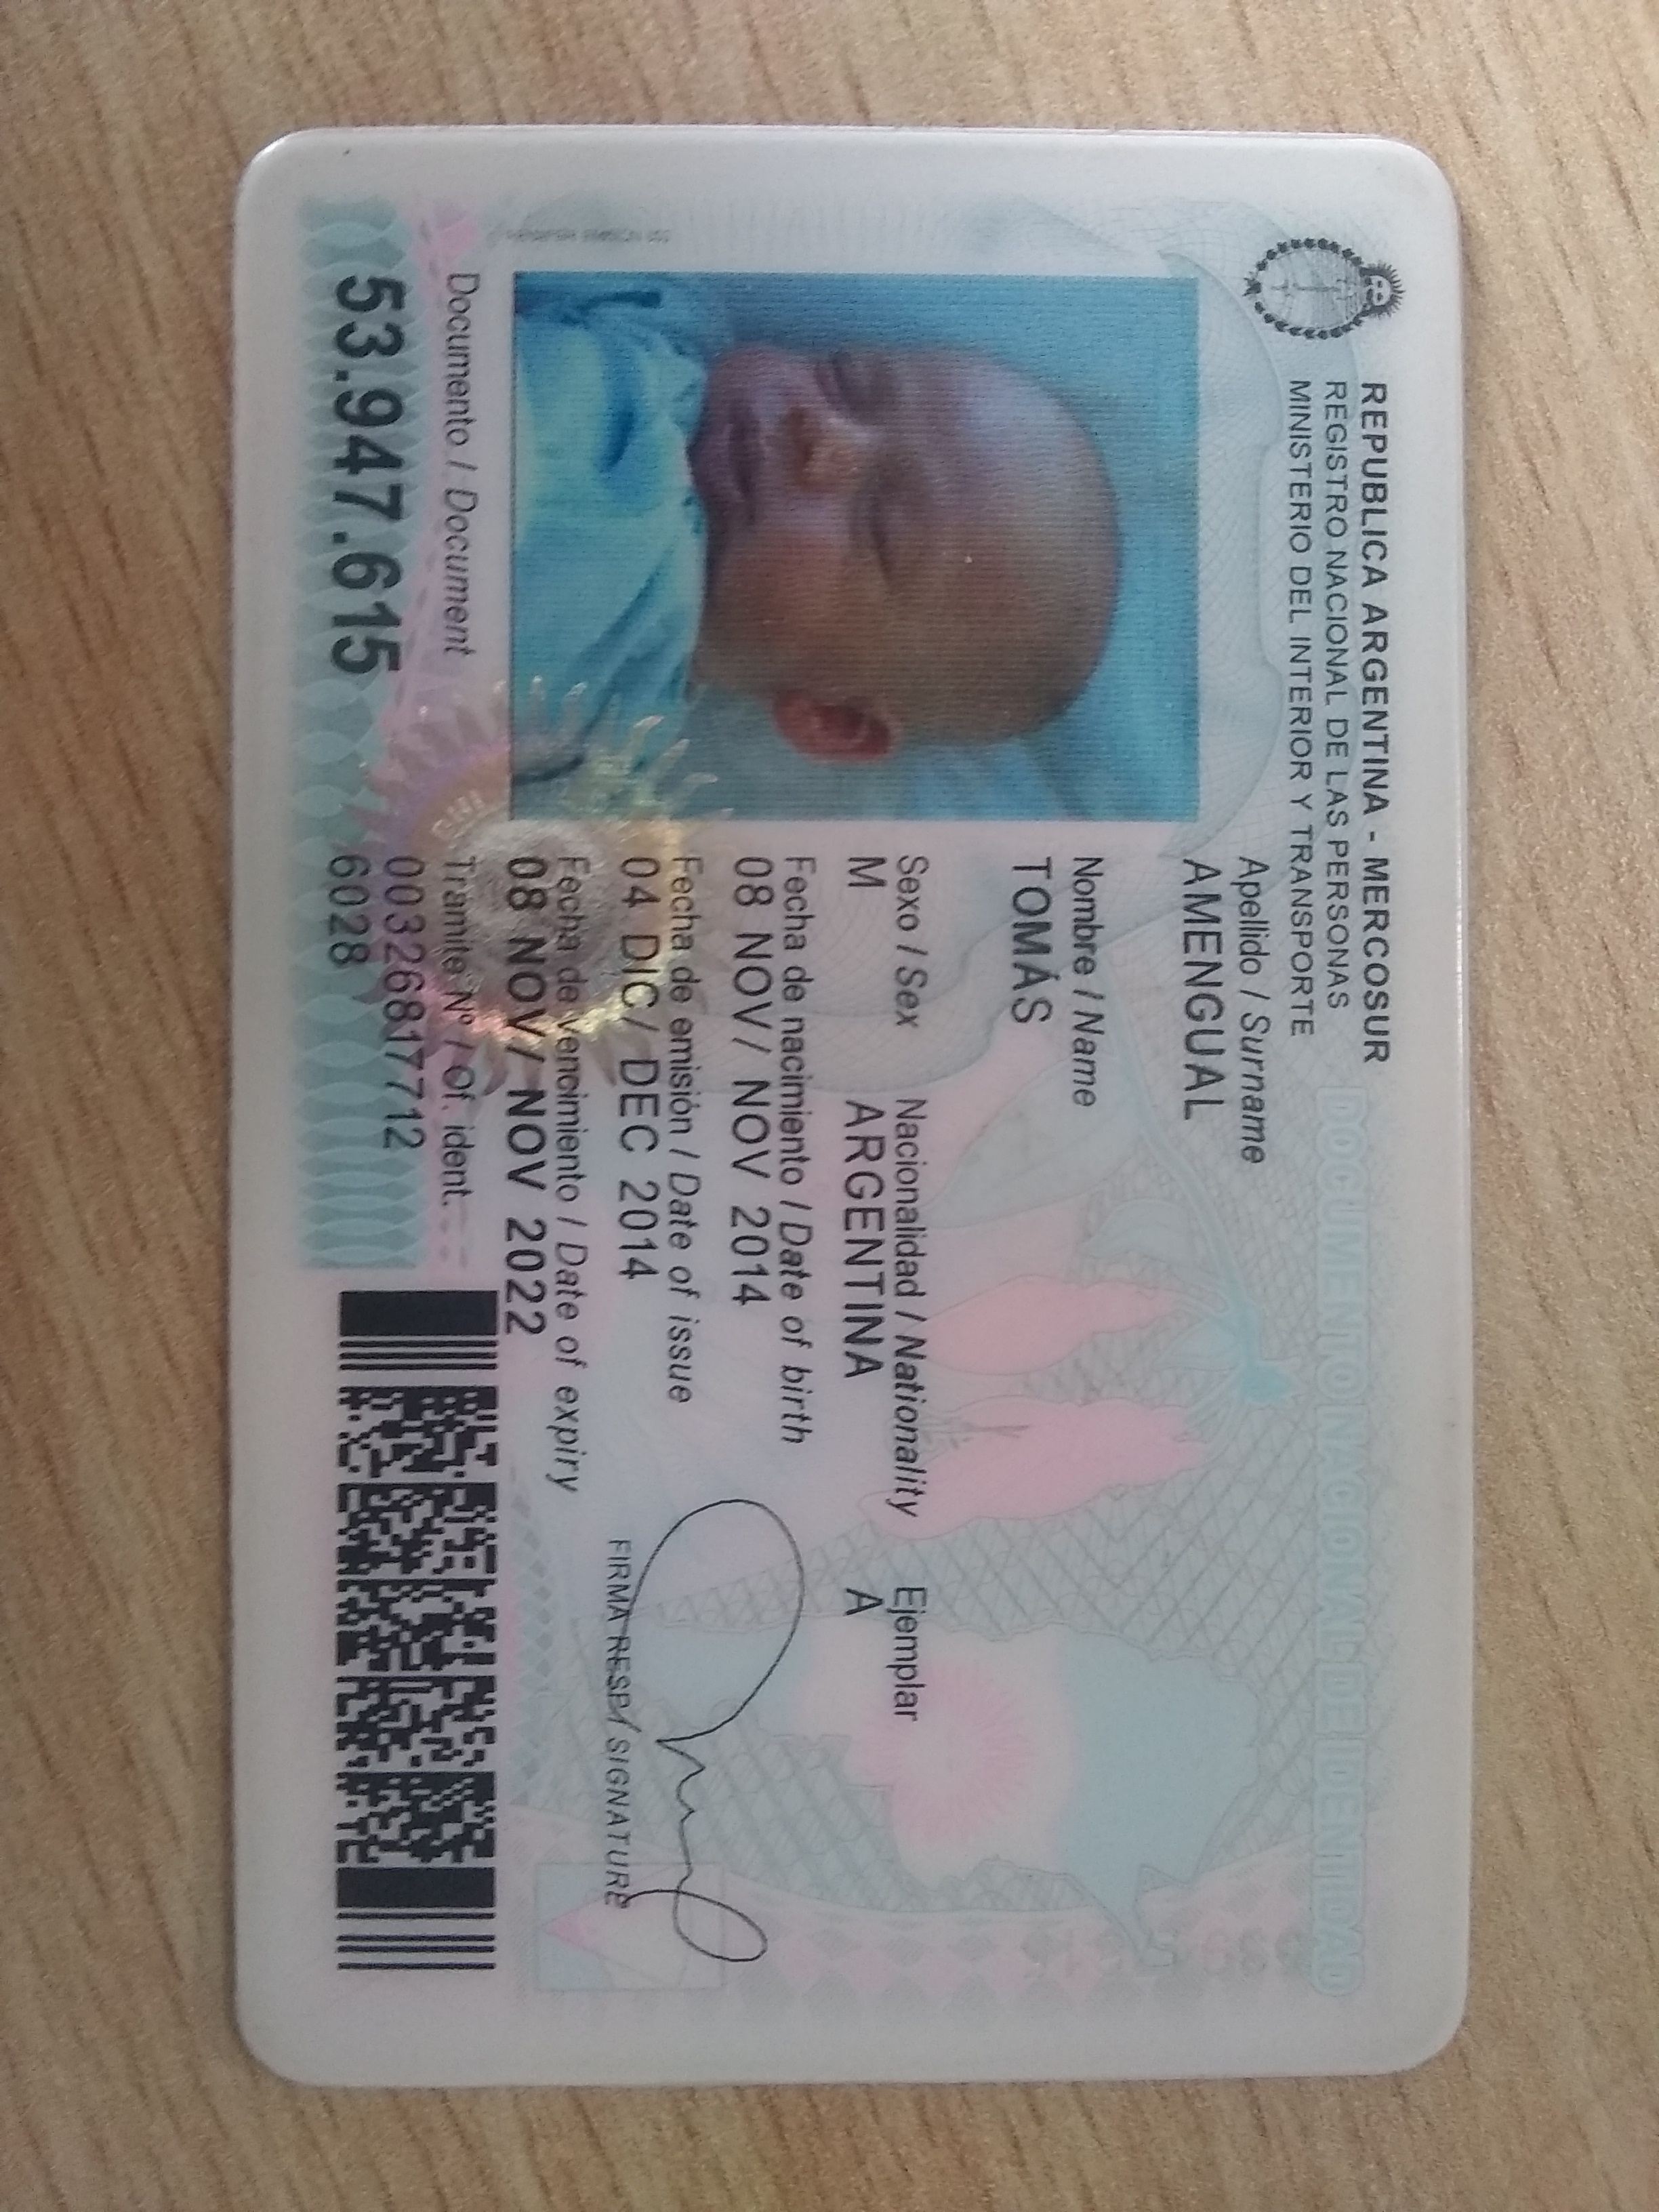 REPUBLICA ARGENTINA - MERCOSUR
REGISTRO NACIONAL DE LAS PERSONAS
MINISTERIO DEL INTERIOR Y TRANSPORTE
DOCUMENTO NACIONAL DE IDENTIDAD
Apellido / Surname
AMENGUAL
Nombre / Name
TOMÁS
Sexo / Sex Nacionalidad / Nationality Ejemplar
M ARGENTINA A
Fecha de nacimiento / Date of birth
08 NOV/ NOV 2014
Fecha de emisión / Date of issue
04 DIC/ DEC 2014
Fecha de vencimiento / Date of expiry
08 NOV/ NOV 2022
FIRMA RESP./ SIGNATURE
Documento / Document
53.947.615
Tramite Nº / Of. ident.
00326817712
6028